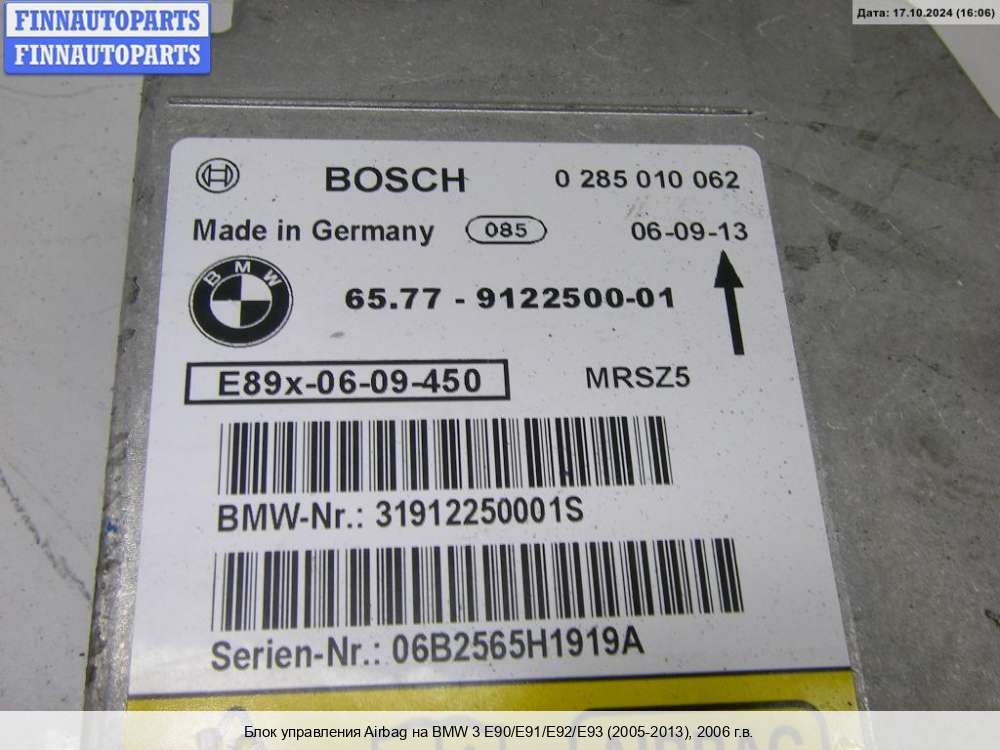 FINNAUTOPARTS
FINNAUTOPARTS
Дата: 17.10.2024 (16:06)
BOSCH 0 285 010 062
Made in Germany 085 06-09-13
BMW
65.77 - 9122500-01
E89x-06-09-450 MRSZ5
BMW-Nr.: 31912250001S
Serien-Nr.: 06B2565H1919A
Блок управления Airbag на BMW 3 E90/E91/E92/E93 (2005-2013), 2006 г.в.